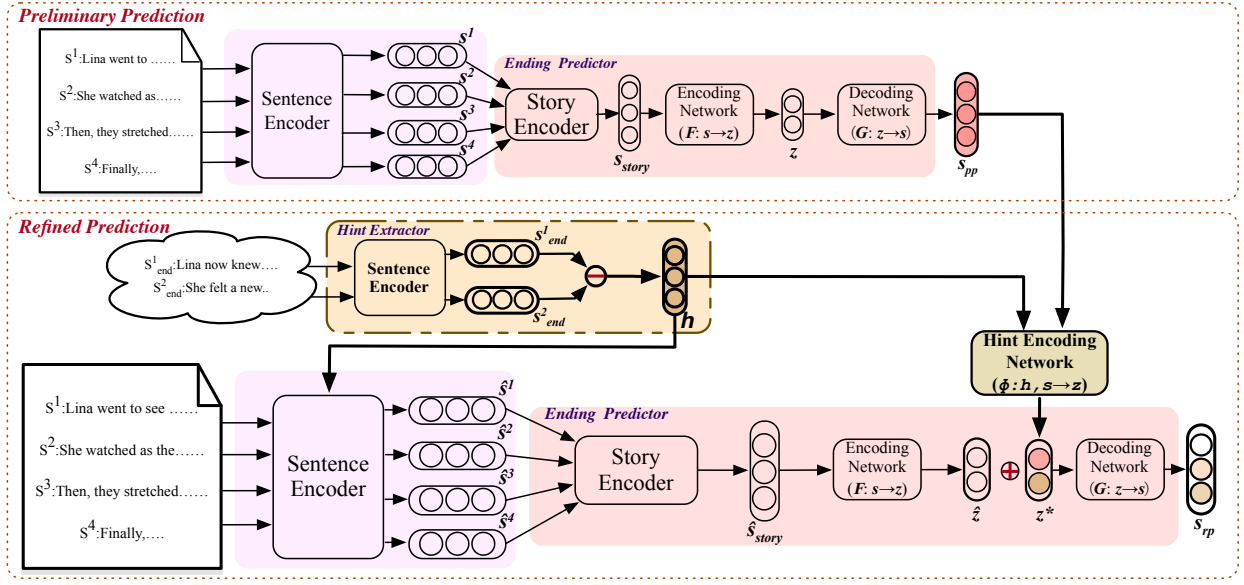 Preliminary Prediction
S1:Lina went to ……
S2:She watched as……
S3:Then, they stretched……
S4:Finally,….
Sentence
Encoder
s1
s2
s3
s4
Ending Predictor
Story
Encoder
sstory
Encoding
Network
(F: s→z)
z
Decoding
Network
(G: z→s)
spp
Refined Prediction
S1end:Lina now knew….
S2end:She felt a new..
Hint Extractor
Sentence
Encoder
s1end
s2end
h
Hint Encoding
Network
(Φ:h,s→z)
S1:Lina went to see ……
S2:She watched as the……
S3:Then, they stretched……
S4:Finally,….
Sentence
Encoder
ŝ1
ŝ2
ŝ3
ŝ4
Ending Predictor
Story
Encoder
ŝstory
Encoding
Network
(F: s→z)
ẑ
z*
Decoding
Network
(G: z→s)
srp